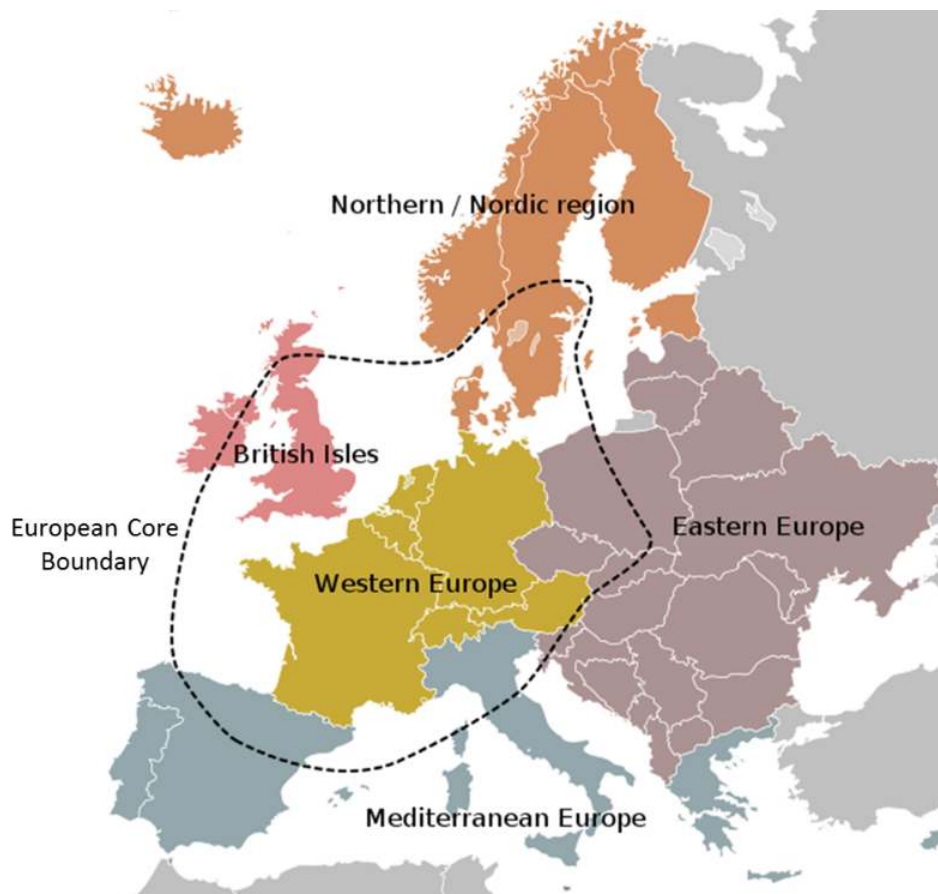 Northern / Nordic region
British Isles
European Core
Boundary
Eastern Europe
Western Europe
Mediterranean Europe